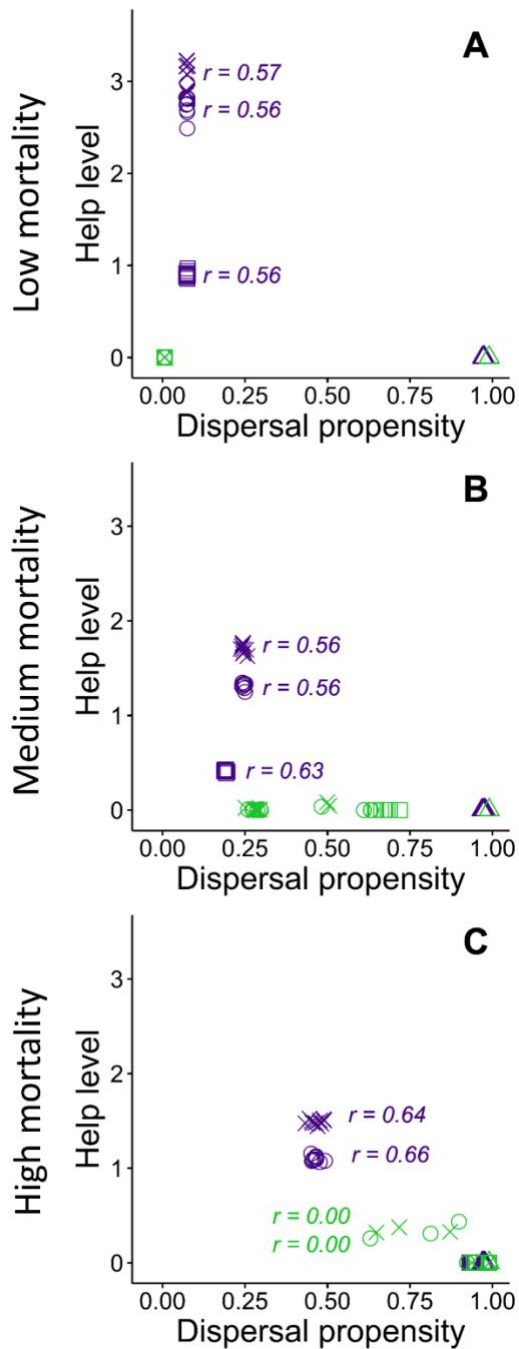 A
Low mortality
Help level
3
2
1
0
r = 0.57
r = 0.56
r = 0.56
0.00 0.25 0.50 0.75 1.00
Dispersal propensity
B
Medium mortality
Help level
3
2
1
0
r = 0.56
r = 0.56
r = 0.63
0.00 0.25 0.50 0.75 1.00
Dispersal propensity
C
High mortality
Help level
3
2
1
0
r = 0.64
r = 0.66
r = 0.00
r = 0.00
0.00 0.25 0.50 0.75 1.00
Dispersal propensity